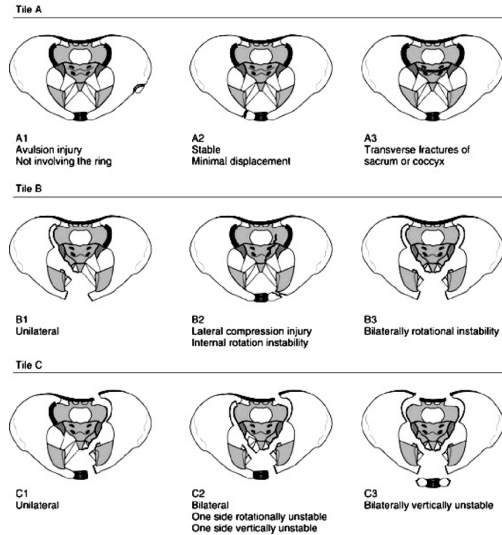 Tile A
A1
Avulsion injury
Not involving the ring
A2
Stable
Minimal displacement
A3
Transverse fractures of
sacrum or coccyx
Tile B
B1
Unilateral
B2
Lateral compression injury
Internal rotation instability
B3
Bilaterally rotational instability
Tile C
C1
Unilateral
C2
Bilateral
One side rotationally unstable
One side vertically unstable
C3
Bilaterally vertically unstable